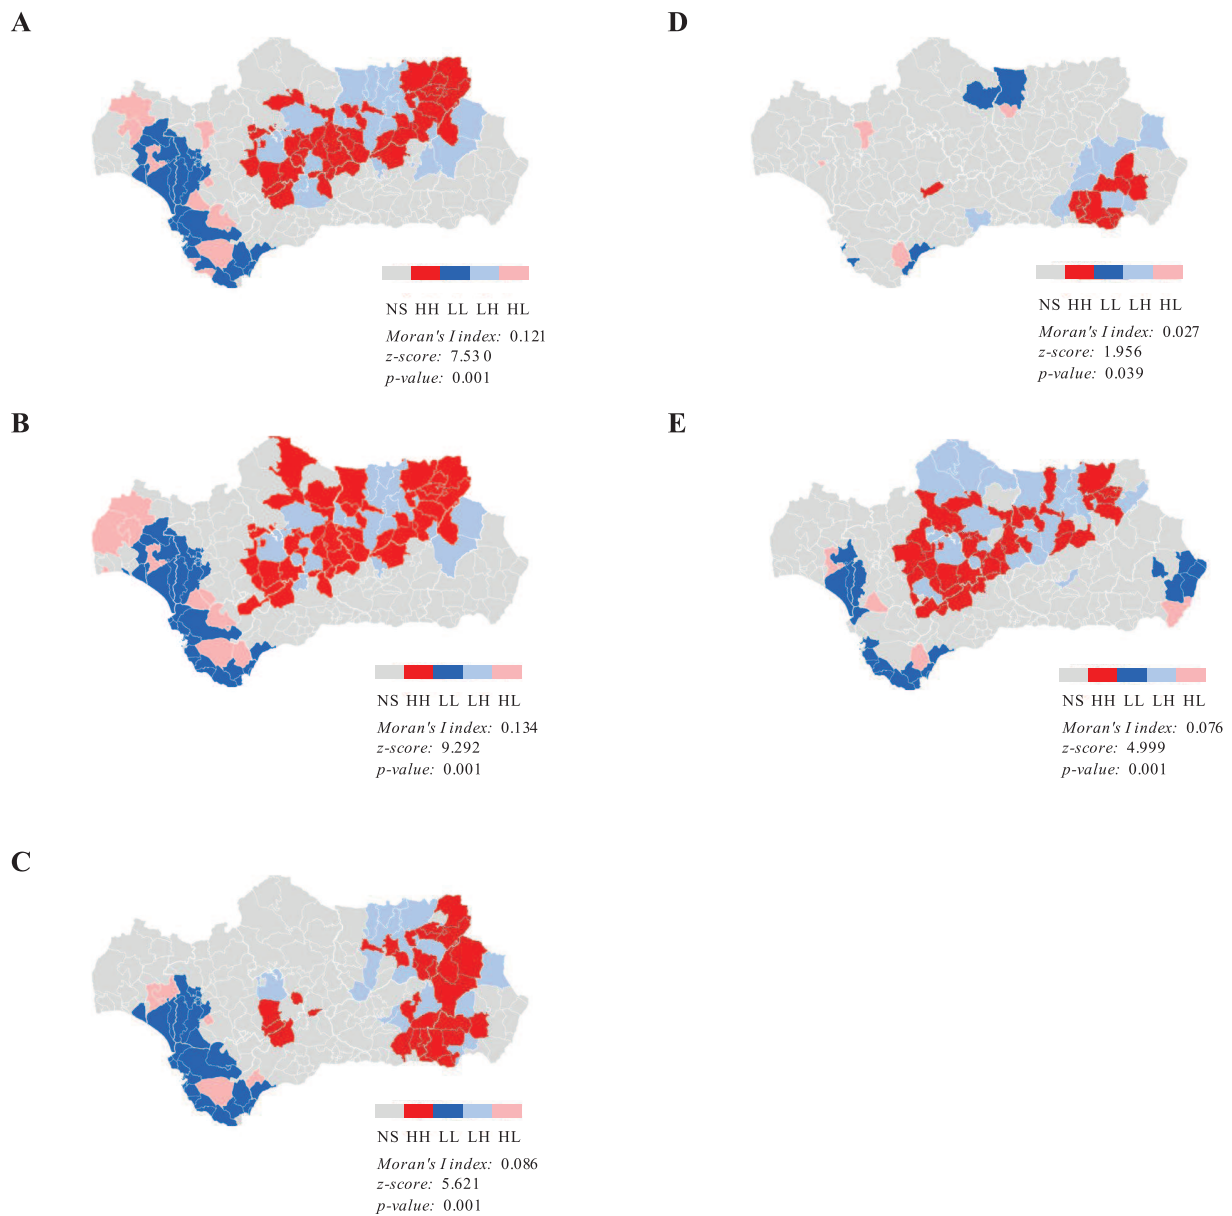 A
NS HH LL LH HL
Moran's I index: 0.121
z-score: 7.530
p-value: 0.001
B
NS HH LL LH HL
Moran's I index: 0.134
z-score: 9.292
p-value: 0.001
C
NS HH LL LH HL
Moran's I index: 0.086
z-score: 5.621
p-value: 0.001
D
NS HH LL LH HL
Moran's I index: 0.027
z-score: 1.956
p-value: 0.039
E
NS HH LL LH HL
Moran's I index: 0.076
z-score: 4.999
p-value: 0.001